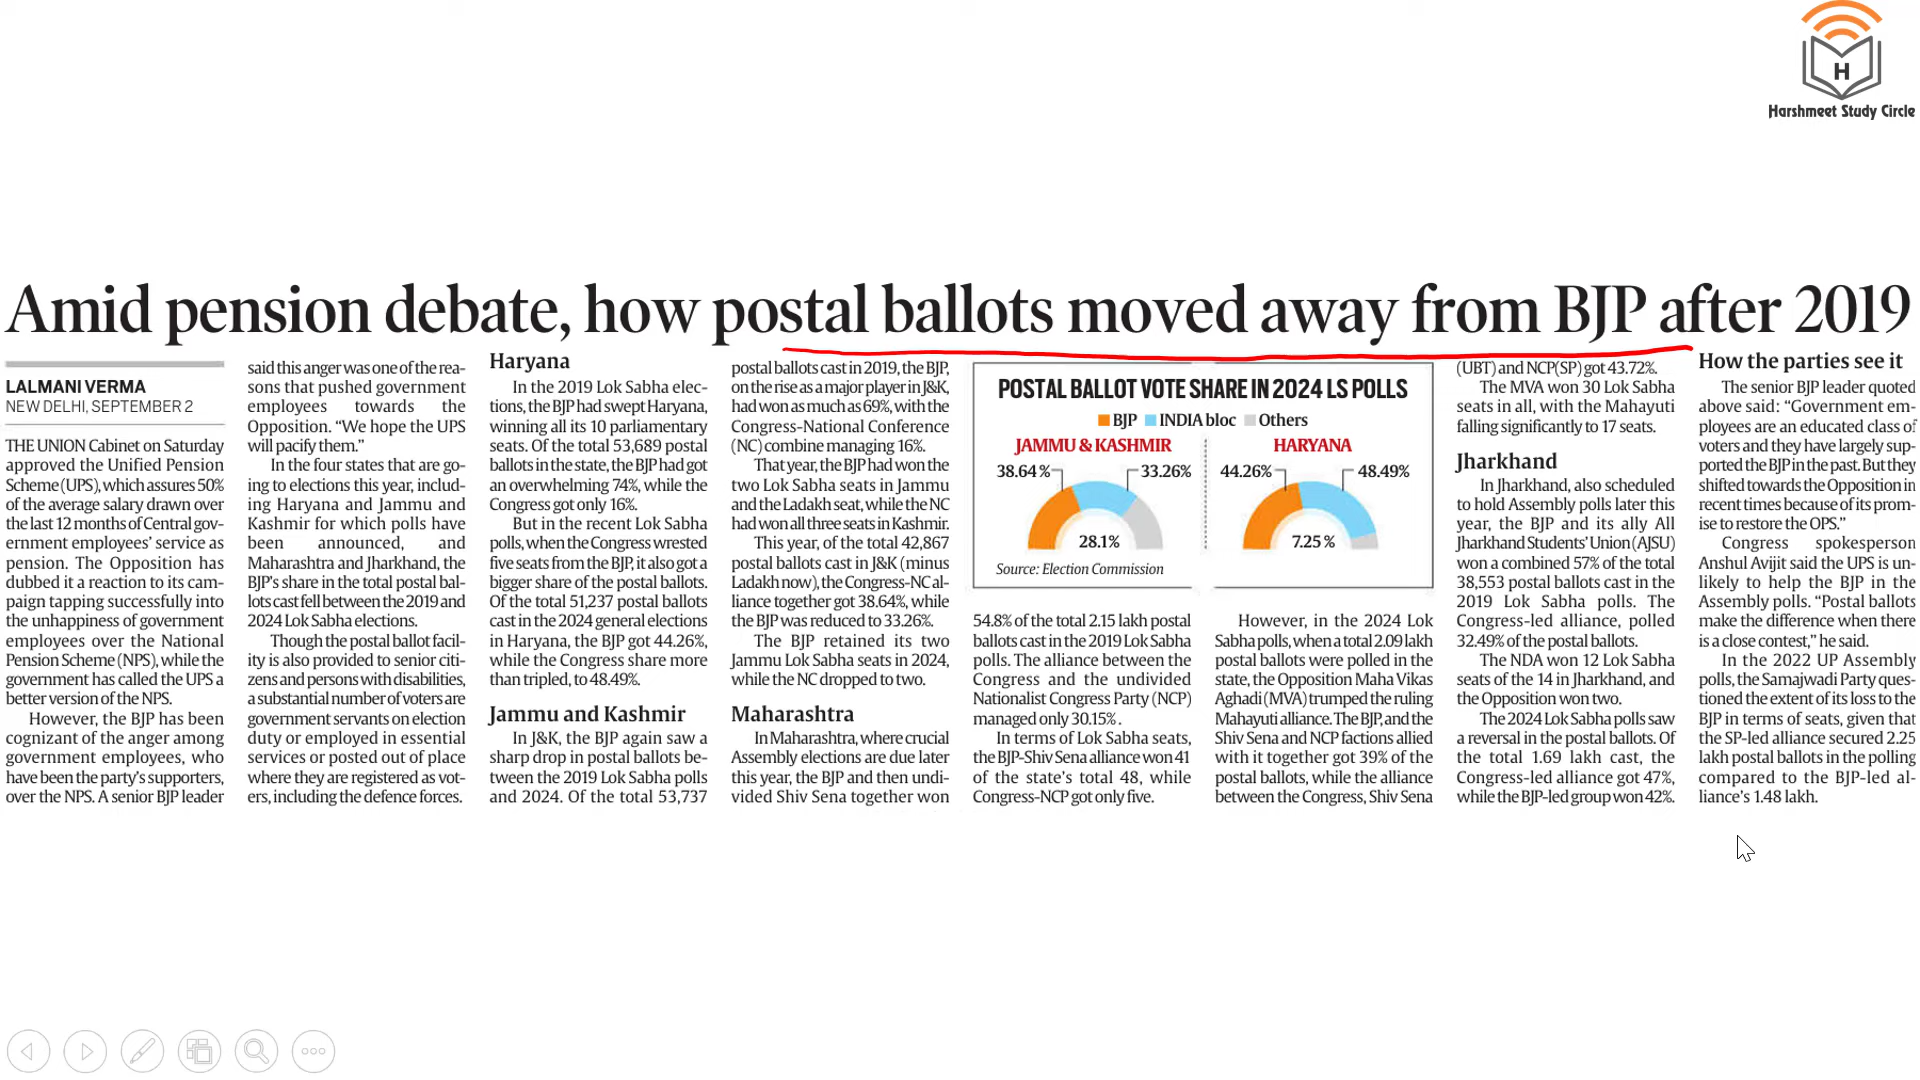 H
Harshmeet Study Circle
Amid pension debate, how postal ballots moved away from BJP after 2019
LALMANI VERMA
NEW DELHI, SEPTEMBER 2
THE UNION Cabinet on Saturday
approved the Unified Pension
Scheme (UPS), which assures 50%
of the average salary drawn over
the last 12 months of Central gov-
ernment employees' service as
pension. The Opposition has
dubbed it a reaction to its cam-
paign tapping successfully into
the unhappiness of government
employees over the National
Pension Scheme (NPS), while the
government has called the UPS a
better version of the NPS.
However, the BJP has been
cognizant of the anger among
government employees, who
have been the party's supporters,
over the NPS. A senior BJP leader
said this anger was one of the rea-
sons that pushed government
employees towards the
Opposition. “We hope the UPS
will pacify them.”
In the four states that are go-
ing to elections this year, includ-
ing Haryana and Jammu and
Kashmir for which polls have
been announced, and
Maharashtra and Jharkhand, the
BJP's share in the total postal bal-
lots cast fell between the 2019 and
2024 Lok Sabha elections.
Though the postal ballot facil-
ity is also provided to senior citi-
zens and persons with disabilities,
a substantial number of voters are
government servants on election
duty or employed in essential
services or posted out of place
where they are registered as vot-
ers, including the defence forces.
Haryana
In the 2019 Lok Sabha elec-
tions, the BJP had swept Haryana,
winning all its 10 parliamentary
seats. Of the total 53,689 postal
ballots in the state, the BJP had got
an overwhelming 74%, while the
Congress got only 16%.
But in the recent Lok Sabha
polls, when the Congress wrested
five seats from the BJP, it also got a
bigger share of the postal ballots.
Of the total 51,237 postal ballots
cast in the 2024 general elections
in Haryana, the BJP got 44.26%,
while the Congress share more
than tripled, to 48.49%.
Jammu and Kashmir
In J&K, the BJP again saw a
sharp drop in postal ballots be-
tween the 2019 Lok Sabha polls
and 2024. Of the total 53,737
postal ballots cast in 2019, the BJP,
on the rise as a major player in J&K,
had won as much as 69%, with the
Congress-National Conference
(NC) combine managing 16%.
That year, the BJP had won the
two Lok Sabha seats in Jammu
and the Ladakh seat, while the NC
had won all three seats in Kashmir.
This year, of the total 42,867
postal ballots cast in J&K (minus
Ladakh now), the Congress-NC al-
liance together got 38.64%, while
the BJP was reduced to 33.26%.
The BJP retained its two
Jammu Lok Sabha seats in 2024,
while the NC dropped to two.
Maharashtra
In Maharashtra, where crucial
Assembly elections are due later
this year, the BJP and then undi-
vided Shiv Sena together won
POSTAL BALLOT VOTE SHARE IN 2024 LS POLLS
BJP INDIA bloc Others
JAMMU & KASHMIR
38.64 % 33.26%
28.1%
Source: Election Commission
HARYANA
44.26% 48.49%
7.25 %
54.8% of the total 2.15 lakh postal
ballots cast in the 2019 Lok Sabha
polls. The alliance between the
Congress and the undivided
Nationalist Congress Party (NCP)
managed only 30.15% .
In terms of Lok Sabha seats,
the BJP-Shiv Sena alliance won 41
of the state's total 48, while
Congress-NCP got only five.
However, in the 2024 Lok
Sabha polls, when a total 2.09 lakh
postal ballots were polled in the
state, the Opposition Maha Vikas
Aghadi (MVA) trumped the ruling
Mahayuti alliance. The BJP, and the
Shiv Sena and NCP factions allied
with it together got 39% of the
postal ballots, while the alliance
between the Congress, Shiv Sena
(UBT) and NCP(SP) got 43.72%.
The MVA won 30 Lok Sabha
seats in all, with the Mahayuti
falling significantly to 17 seats.
Jharkhand
In Jharkhand, also scheduled
to hold Assembly polls later this
year, the BJP and its ally All
Jharkhand Students' Union (AJSU)
won a combined 57% of the total
38,553 postal ballots cast in the
2019 Lok Sabha polls. The
Congress-led alliance, polled
32.49% of the postal ballots.
The NDA won 12 Lok Sabha
seats of the 14 in Jharkhand, and
the Opposition won two.
The 2024 Lok Sabha polls saw
a reversal in the postal ballots. Of
the total 1.69 lakh cast, the
Congress-led alliance got 47%,
while the BJP-led group won 42%.
How the parties see it
The senior BJP leader quoted
above said: “Government em-
ployees are an educated class of
voters and they have largely sup-
ported the BJP in the past. But they
shifted towards the Opposition in
recent times because of its prom-
ise to restore the OPS.”
Congress spokesperson
Anshul Avijit said the UPS is un-
likely to help the BJP in the
Assembly polls. “Postal ballots
make the difference when there
is a close contest,” he said.
In the 2022 UP Assembly
polls, the Samajwadi Party ques-
tioned the extent of its loss to the
BJP in terms of seats, given that
the SP-led alliance secured 2.25
lakh postal ballots in the polling
compared to the BJP-led al-
liance's 1.48 lakh.